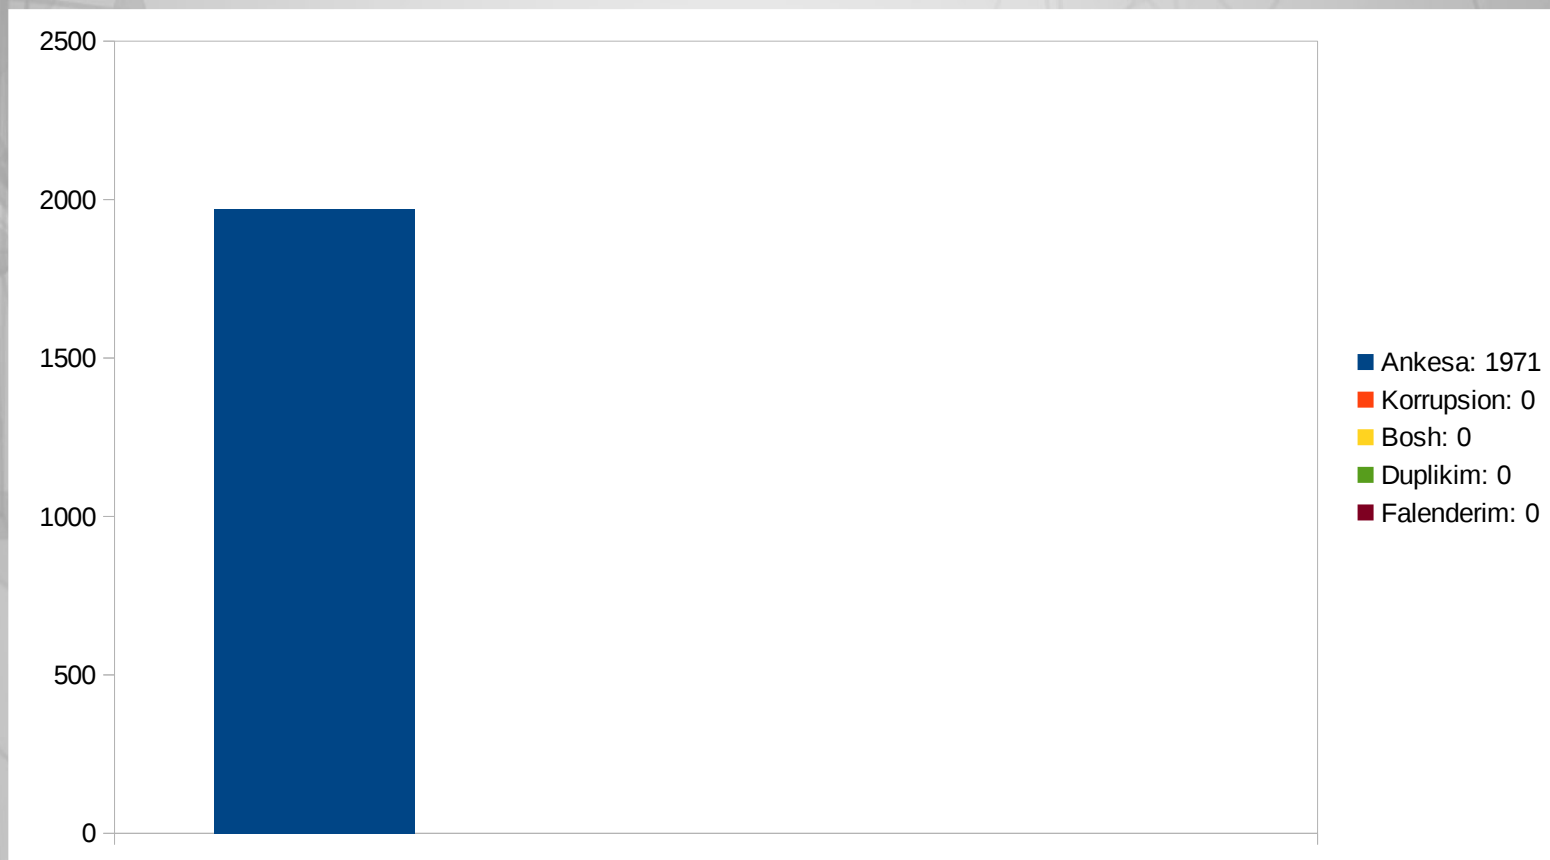 2500
2000
1500
1000
500
0
Ankesa: 1971
Korrupsion: 0
Bosh: 0
Duplikim: 0
Falenderim: 0